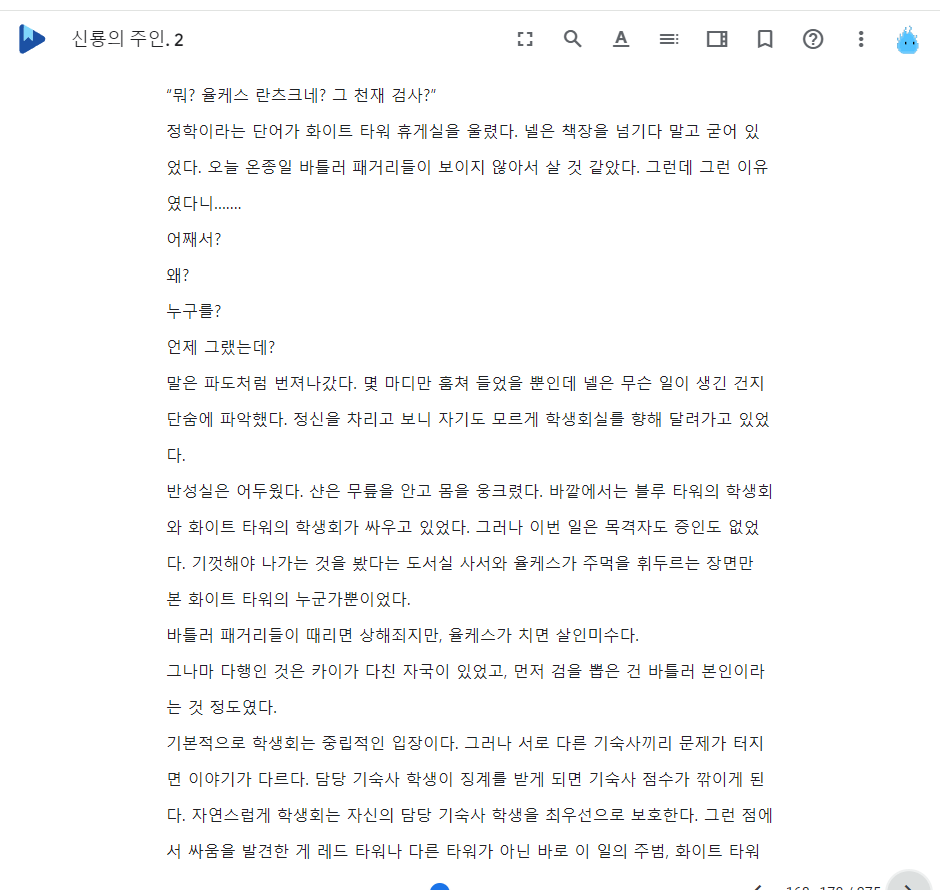 신룡의 주인. 2
"뭐? 율케스 란츠크네? 그 천재 검사?"
정학이라는 단어가 화이트 타워 휴게실을 울렸다. 넬은 책장을 넘기다 말고 굳어 있
었다. 오늘 온종일 바틀러 패거리들이 보이지 않아서 살 것 같았다. 그런데 그런 이유
였다니.......
어째서?
왜?
누구를?
언제 그랬는데?
말은 파도처럼 번져나갔다. 몇 마디만 훔쳐 들었을 뿐인데 넬은 무슨 일이 생긴 건지
단숨에 파악했다. 정신을 차리고 보니 자기도 모르게 학생회실를 향해 달려가고 있었
다.
반성실은 어두웠다. 샨은 무릎을 안고 몸을 웅크렸다. 바깥에서는 블루 타워의 학생회
와 화이트 타워의 학생회가 싸우고 있었다. 그러나 이번 일은 목격자도 증인도 없었
다. 기껏해야 나가는 것을 봤다는 도서실 사서와 율케스가 주먹을 휘두르는 장면만
본 화이트 타워의 누군가뿐이었다.
바틀러 패거리들이 때리면 상해죄지만, 율케스가 치면 살인미수다.
그나마 다행인 것은 카이가 다친 자국이 있었고, 먼저 검을 뽑은 건 바틀러 본인이라
는 것 정도였다.
기본적으로 학생회는 중립적인 입장이다. 그러나 서로 다른 기숙사끼리 문제가 터지
면 이야기가 다르다. 담당 기숙사 학생이 징계를 받게 되면 기숙사 점수가 깎이게 된
다. 자연스럽게 학생회는 자신의 담당 기숙사 학생을 최우선으로 보호한다. 그런 점에
서 싸움을 발견한 게 레드 타워나 다른 타워가 아닌 바로 이 일의 주범, 화이트 타워